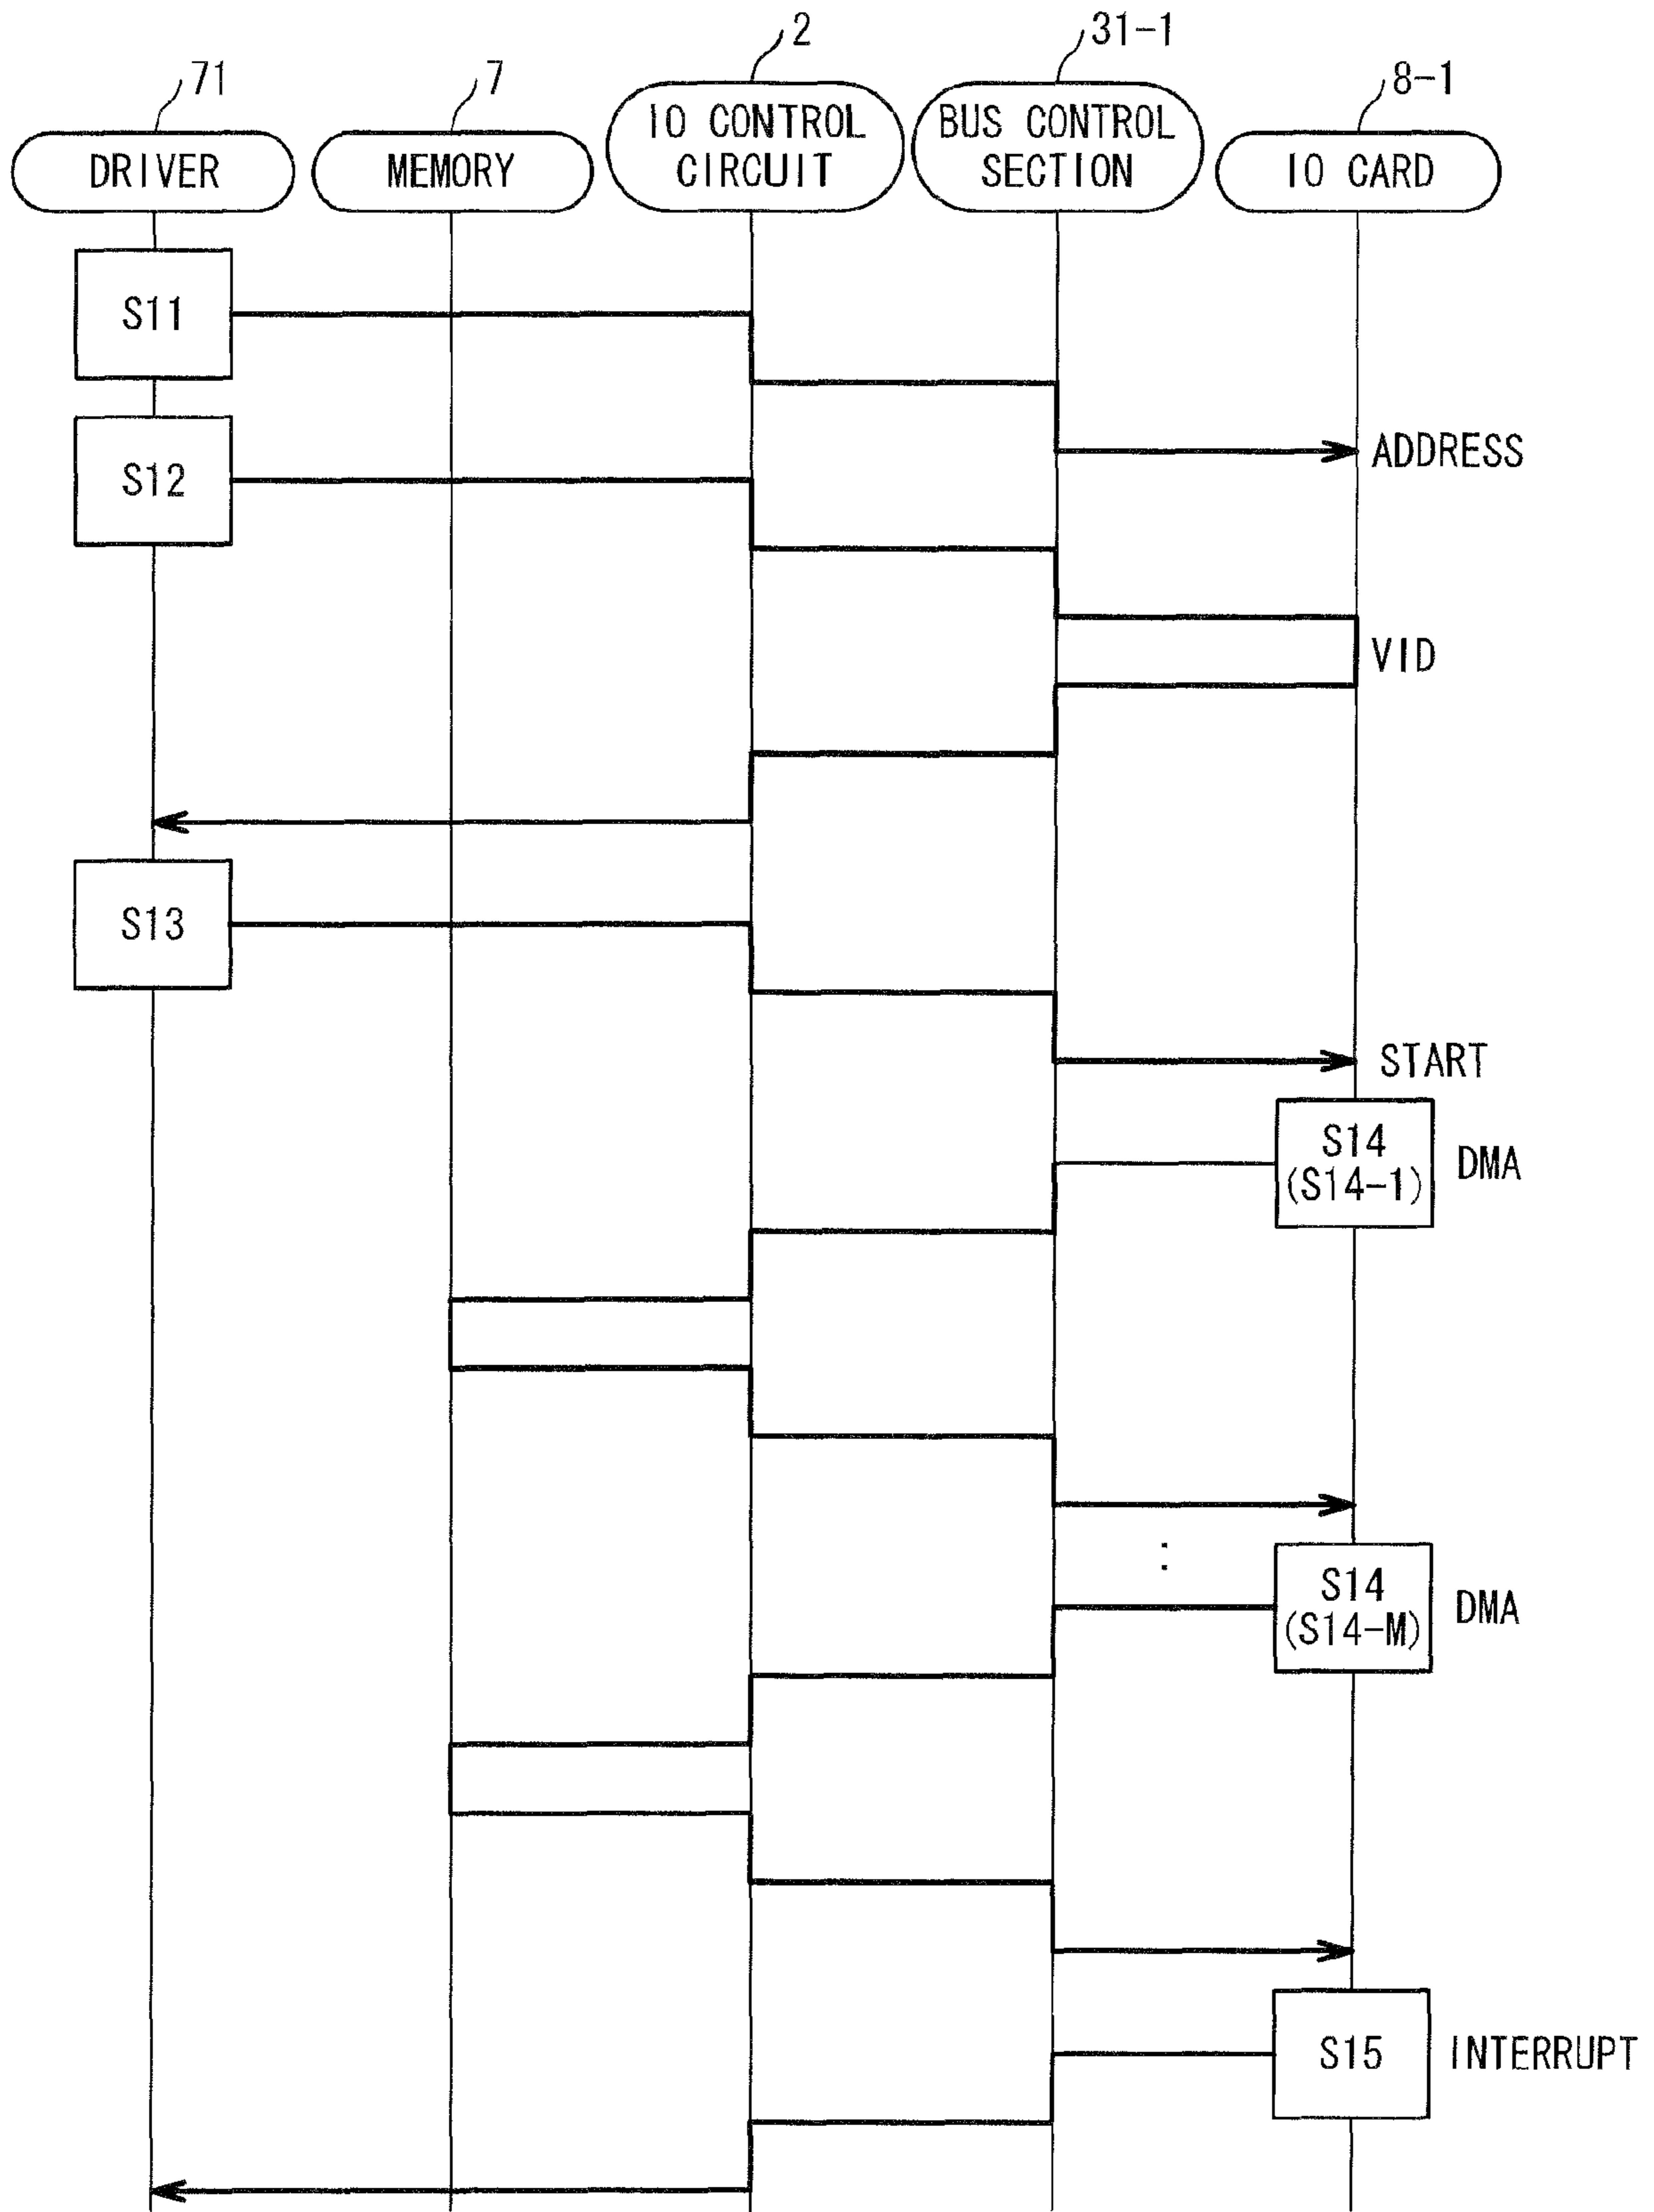 2
31-1
71
7
8-1
IO CONTROL
CIRCUIT
BUS CONTROL
SECTION
DRIVER
MEMORY
IO CARD
S11
ADDRESS
S12
VID
S13
START
S14
(S14-1)
DMA
:
S14
(S14-M)
DMA
S15
INTERRUPT